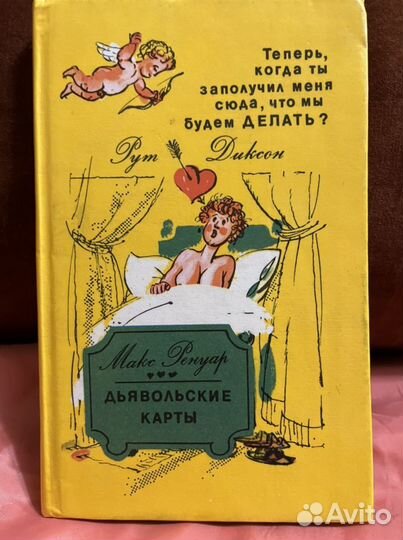 Теперь,
когда ты
заполучил меня
сюда, что мы
будем ДЕЛАТЬ?
Рут Диксон
Макс Ренуар
ДЬЯВОЛЬСКИЕ
КАРТЫ
Avito